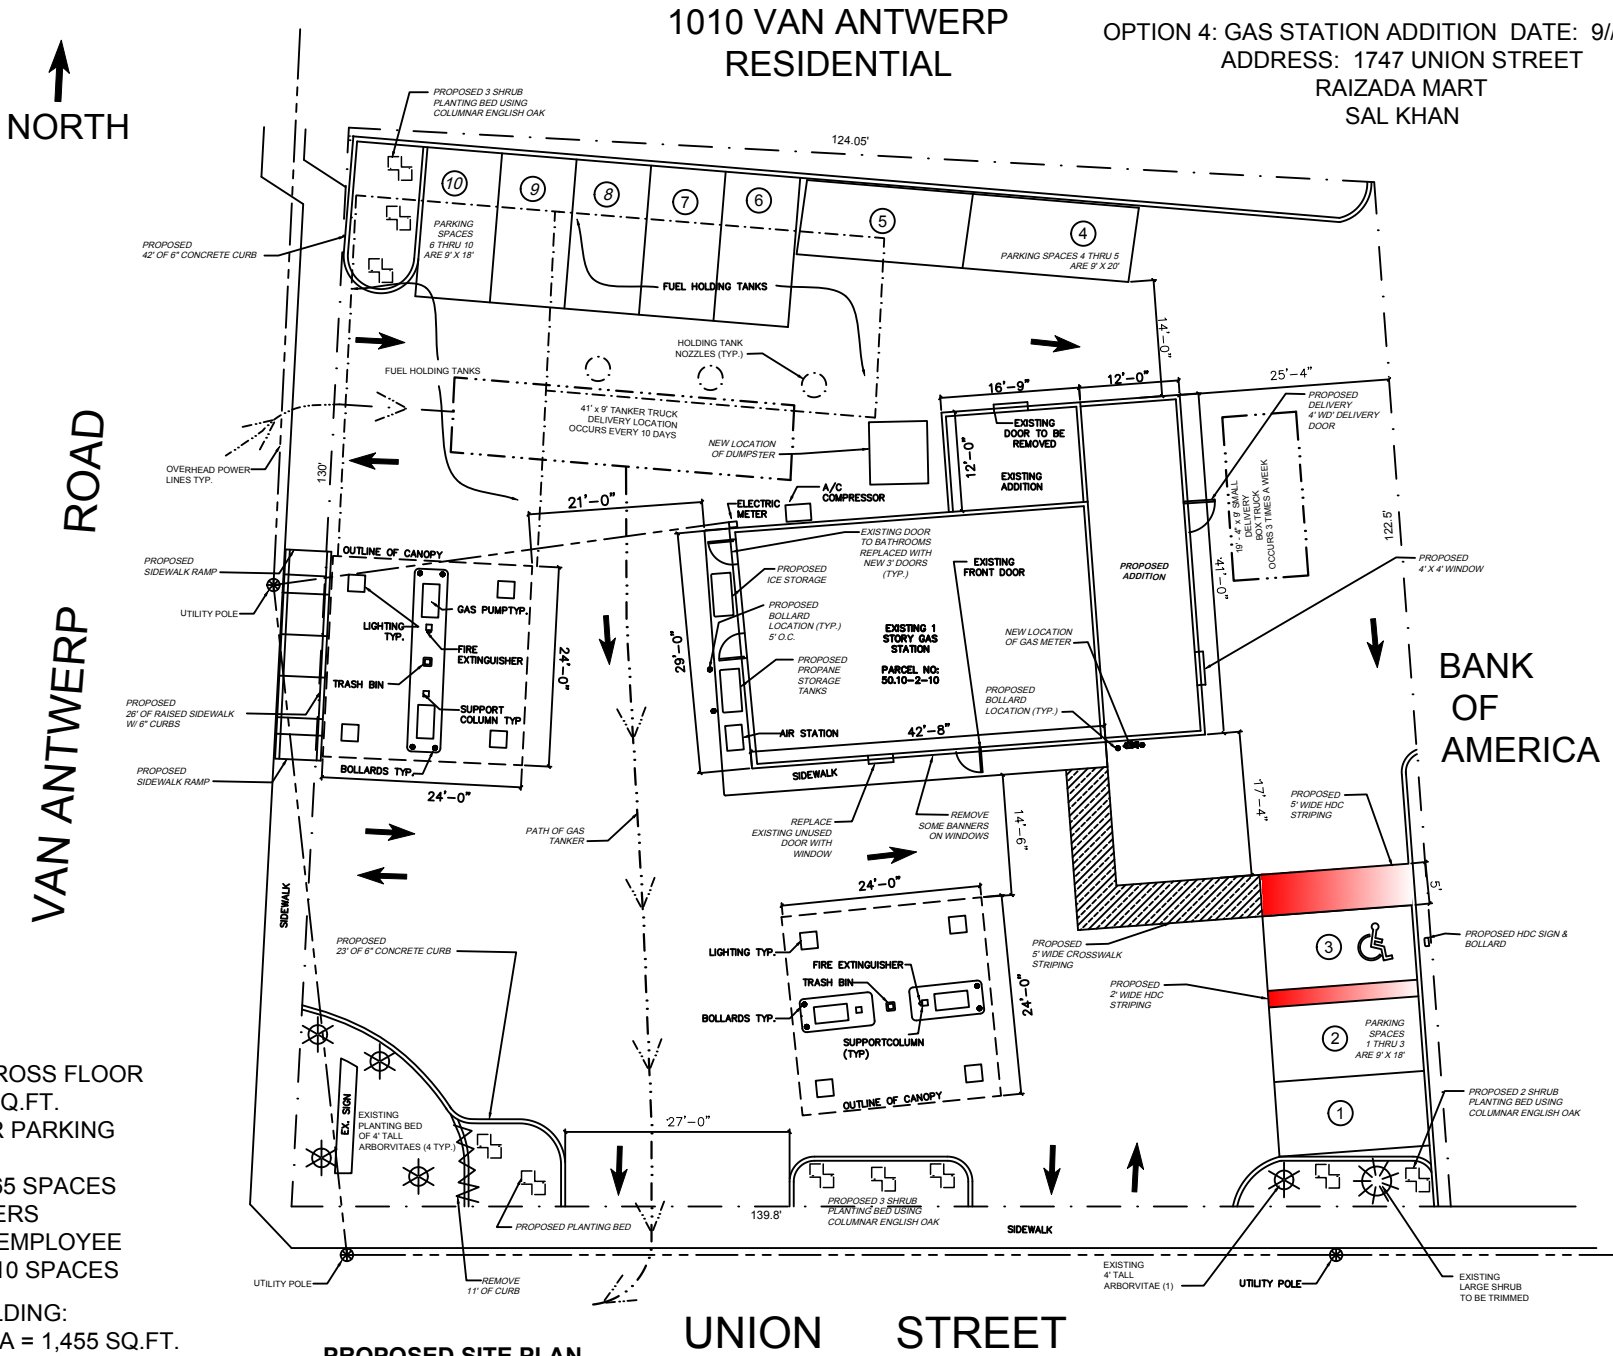 1010 VAN ANTWERP
RESIDENTIAL
OPTION 4: GAS STATION ADDITION DATE: 9/
ADDRESS: 1747 UNION STREET
RAIZADA MART
SAL KHAN
NORTH
PROPOSED 3 SHRUB
PLANTING BED USING
COLUMNAR ENGLISH OAK
124.05'
10
9
8
7
6
5
4
PARKING
SPACES
6 THRU 10
ARE 9' X 18'
PARKING SPACES 4 THRU 5
ARE 9' X 20'
PROPOSED
42' OF 6" CONCRETE CURB
FUEL HOLDING TANKS
14'-0"
HOLDING TANK
NOZZLES (TYP.)
FUEL HOLDING TANKS
16'-9"
12'-0"
25'-4"
41' x 9' TANKER TRUCK
DELIVERY LOCATION
OCCURS EVERY 10 DAYS
PROPOSED
DELIVERY
4' WD' DELIVERY
DOOR
EXISTING
DOOR TO BE
REMOVED
12'-0"
NEW LOCATION
OF DUMPSTER
EXISTING
ADDITION
OVERHEAD POWER
LINES TYP.
130'
ROAD
VAN ANTWERP
A/C
COMPRESSOR
ELECTRIC
METER
21'-0"
19' - 4" x 9' SMALL
DELIVERY
BOX TRUCK
OCCURS 3 TIMES A WEEK
122.5'
EXISTING DOOR
TO BATHROOMS
REPLACED WITH
NEW 3' DOORS
(TYP.)
OUTLINE OF CANOPY
PROPOSED
SIDEWALK RAMP
PROPOSED
ICE STORAGE
EXISTING
FRONT DOOR
PROPOSED
ADDITION
41'-0"
PROPOSED
4' X 4' WINDOW
UTILITY POLE
GAS PUMPTYP.
LIGHTING
TYP.
FIRE
EXTINGUISHER
PROPOSED
BOLLARD
LOCATION (TYP.)
5' O.C.
EXISTING 1
STORY GAS
STATION
PARCEL NO:
50.10-2-10
NEW LOCATION
OF GAS METER
29'-0"
24'-0"
TRASH BIN
PROPOSED
PROPANE
STORAGE
TANKS
BANK
OF
AMERICA
PROPOSED
26' OF RAISED SIDEWALK
W/ 6" CURBS
SUPPORT
COLUMN TYP
PROPOSED
BOLLARD
LOCATION (TYP.)
AIR STATION
42'-8"
PROPOSED
SIDEWALK RAMP
BOLLARDS TYP.
24'-0"
SIDEWALK
17'-4"
PROPOSED
5' WIDE HDC
STRIPING
PATH OF GAS
TANKER
REPLACE
EXISTING UNUSED
DOOR WITH
WINDOW
REMOVE
SOME BANNERS
ON WINDOWS
14'-6"
24'-0"
5'
SIDEWALK
PROPOSED
23' OF 6" CONCRETE CURB
LIGHTING TYP.
FIRE EXTINGUISHER
TRASH BIN
BOLLARDS TYP.
SUPPORTCOLUMN
(TYP)
24'-0"
OUTLINE OF CANOPY
PROPOSED
5' WIDE CROSSWALK
STRIPING
3
PROPOSED HDC SIGN &
BOLLARD
PROPOSED
2' WIDE HDC
STRIPING
2
PARKING
SPACES
1 THRU 3
ARE 9' X 18'
1
PROPOSED 2 SHRUB
PLANTING BED USING
COLUMNAR ENGLISH OAK
ROSS FLOOR
Q.FT.
R PARKING
65 SPACES
ERS
EMPLOYEE
10 SPACES
LDING:
A = 1,455 SQ.FT.
EX. SIGN
EXISTING
PLANTING BED
OF 4' TALL
ARBORVITAES (4 TYP.)
27'-0"
PROPOSED PLANTING BED
139.8'
PROPOSED 3 SHRUB
PLANTING BED USING
COLUMNAR ENGLISH OAK
SIDEWALK
UTILITY POLE
REMOVE
11' OF CURB
EXISTING
4' TALL
ARBORVITAE (1)
UTILITY POLE
EXISTING
LARGE SHRUB
TO BE TRIMMED
UNION STREET
PROPOSED SITE PLAN